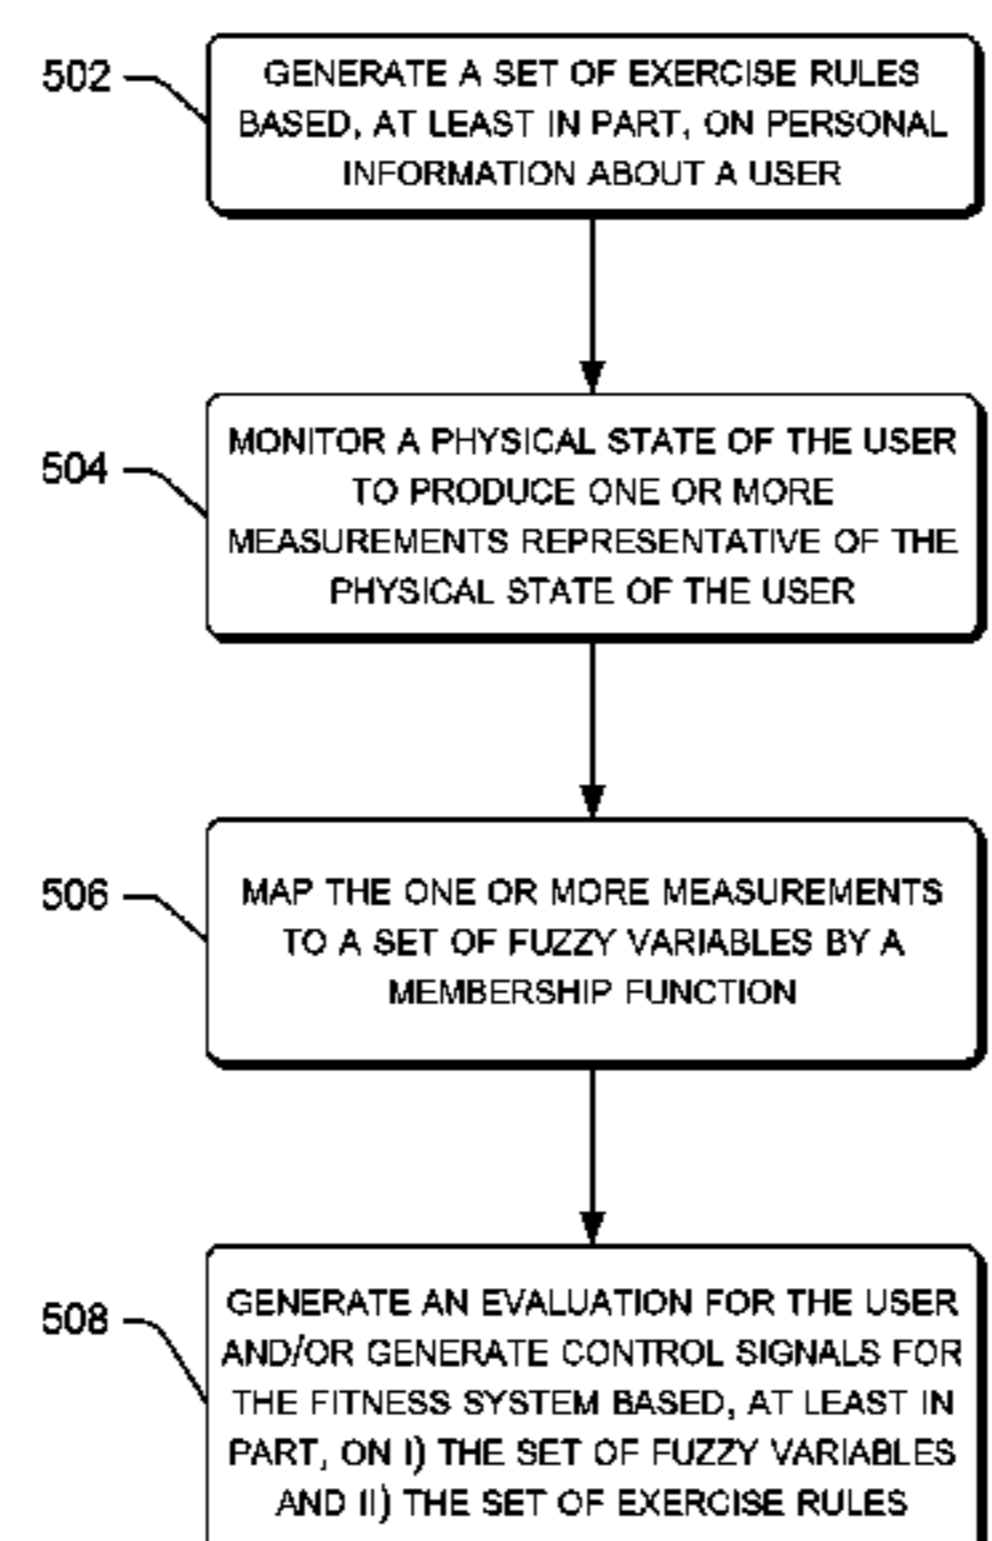 502
GENERATE A SET OF EXERCISE RULES
BASED, AT LEAST IN PART, ON PERSONAL
INFORMATION ABOUT A USER
504
MONITOR A PHYSICAL STATE OF THE USER
TO PRODUCE ONE OR MORE
MEASUREMENTS REPRESENTATIVE OF THE
PHYSICAL STATE OF THE USER
506
MAP THE ONE OR MORE MEASUREMENTS
TO A SET OF FUZZY VARIABLES BY A
MEMBERSHIP FUNCTION
508
GENERATE AN EVALUATION FOR THE USER
AND/OR GENERATE CONTROL SIGNALS FOR
THE FITNESS SYSTEM BASED, AT LEAST IN
PART, ON I) THE SET OF FUZZY VARIABLES
AND II) THE SET OF EXERCISE RULES